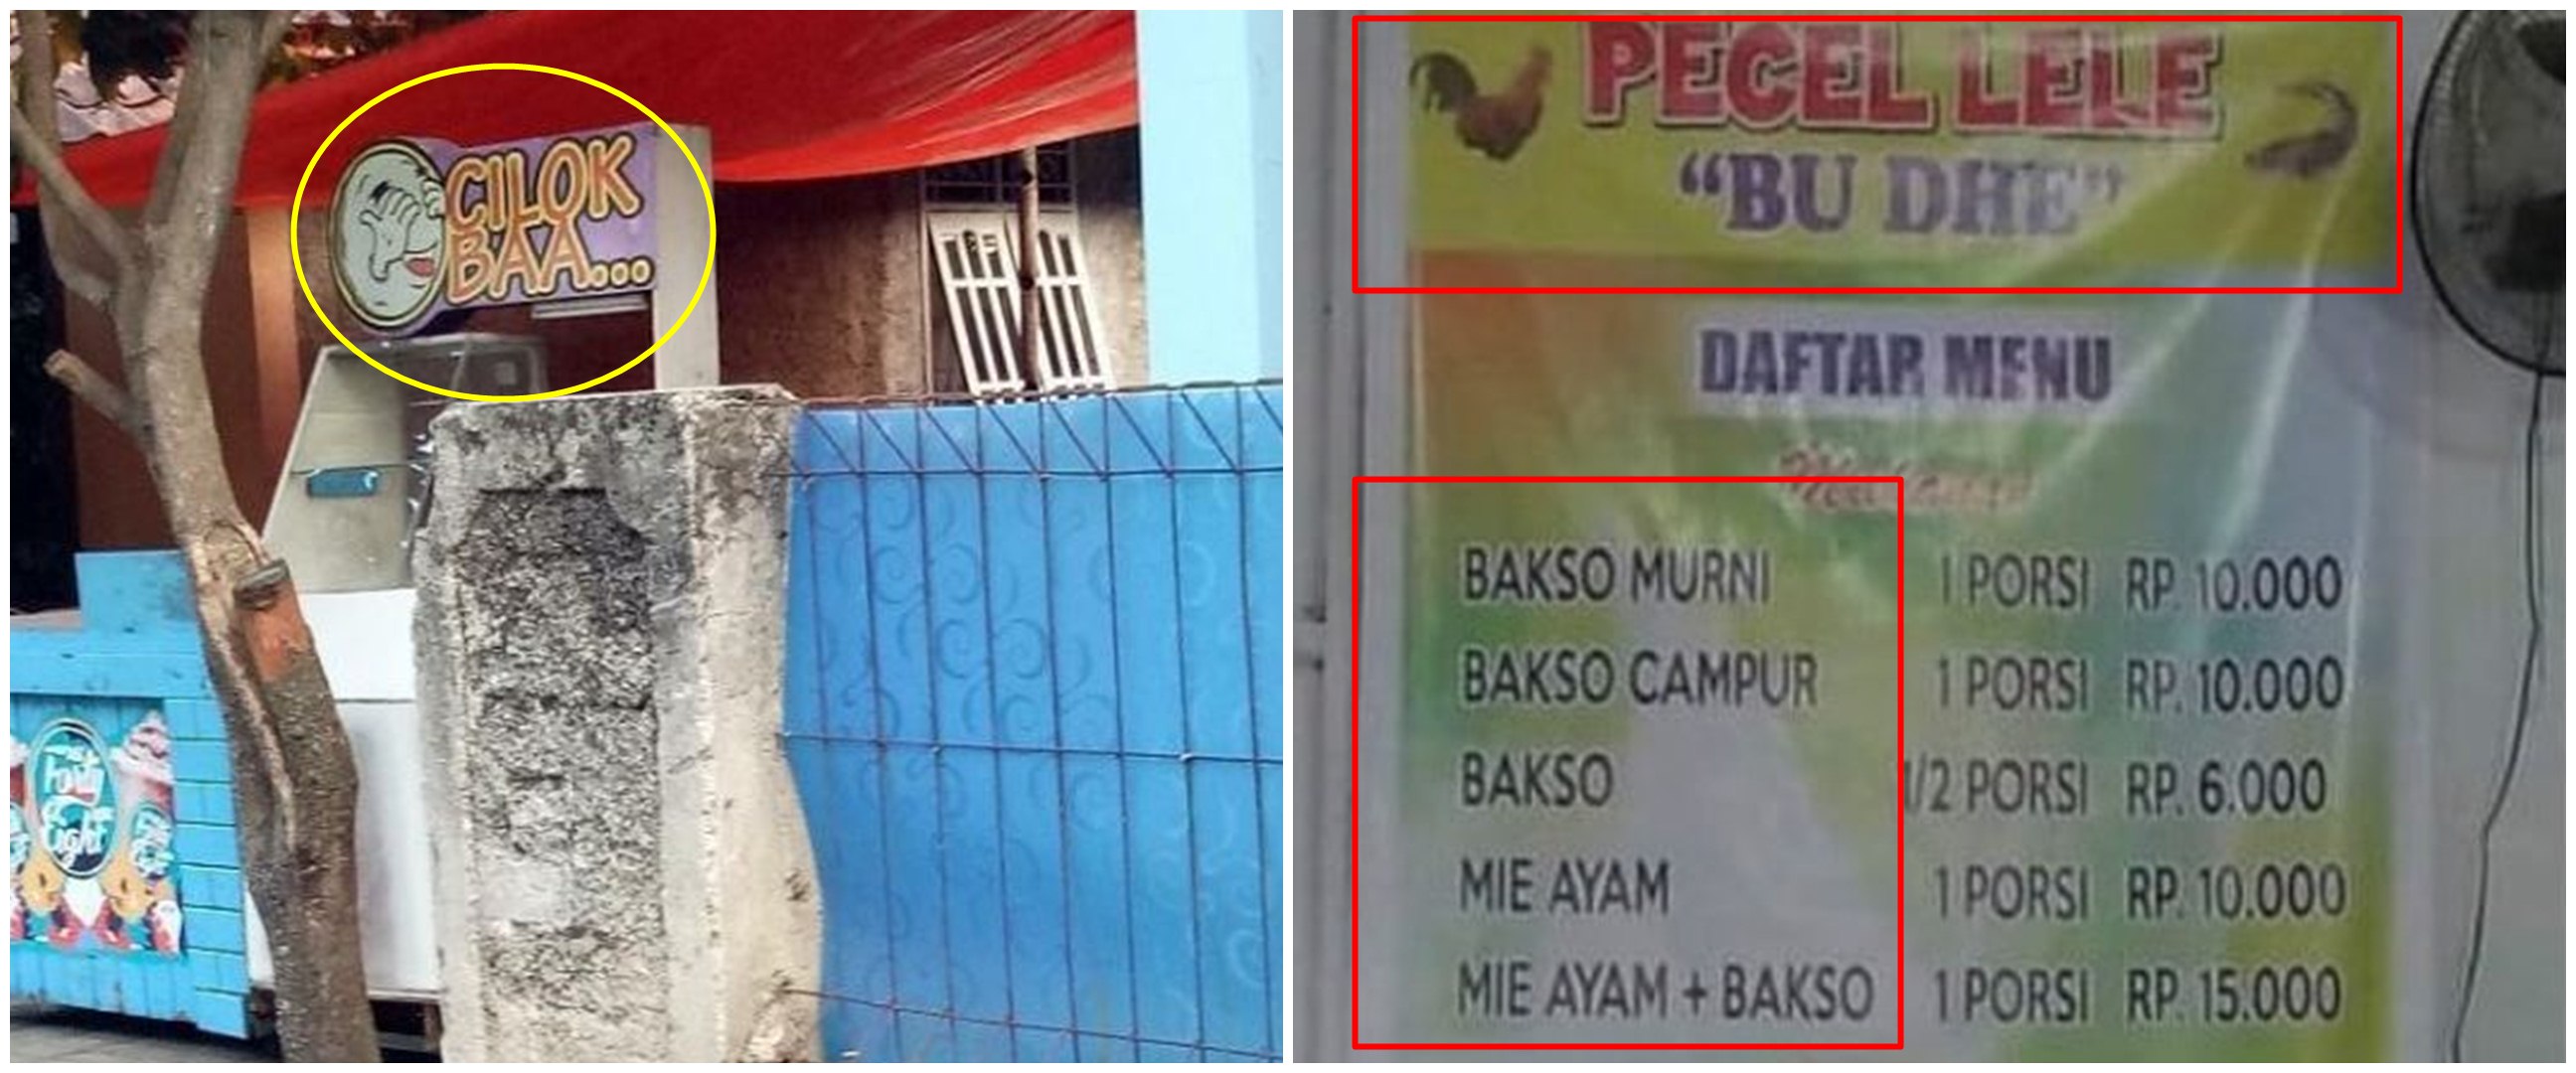 CILOK
BAA...
Forty
Eight
PECEL LELE
"BU DHE"
DAFTAR MENU
BAKSO MURNI 1 PORSI RP. 10.000
BAKSO CAMPUR 1 PORSI RP. 10.000
BAKSO 1/2 PORSI RP. 6.000
MIE AYAM 1 PORSI RP. 10.000
MIE AYAM + BAKSO 1 PORSI RP. 15.000